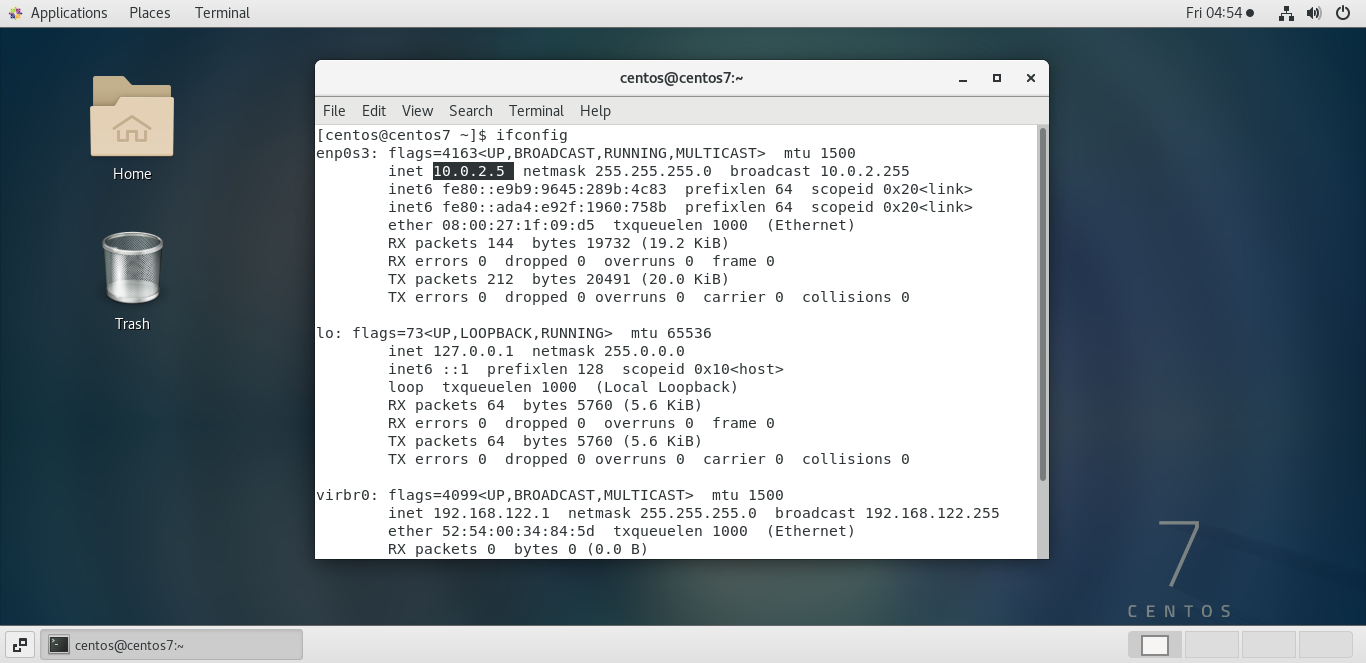 Applications Places Terminal Fri 04:54
centos@centos7:~
File Edit View Search Terminal Help
Home
Trash
[centos@centos7 ~]$ ifconfig
enp0s3: flags=4163<UP,BROADCAST,RUNNING,MULTICAST>  mtu 1500
        inet 10.0.2.5  netmask 255.255.255.0  broadcast 10.0.2.255
        inet6 fe80::e9b9:9645:289b:4c83  prefixlen 64  scopeid 0x20<link>
        inet6 fe80::ada4:e92f:1960:758b  prefixlen 64  scopeid 0x20<link>
        ether 08:00:27:1f:09:d5  txqueuelen 1000  (Ethernet)
        RX packets 144  bytes 19732 (19.2 KiB)
        RX errors 0  dropped 0  overruns 0  frame 0
        TX packets 212  bytes 20491 (20.0 KiB)
        TX errors 0  dropped 0 overruns 0  carrier 0  collisions 0

lo: flags=73<UP,LOOPBACK,RUNNING>  mtu 65536
        inet 127.0.0.1  netmask 255.0.0.0
        inet6 ::1  prefixlen 128  scopeid 0x10<host>
        loop  txqueuelen 1000  (Local Loopback)
        RX packets 64  bytes 5760 (5.6 KiB)
        RX errors 0  dropped 0  overruns 0  frame 0
        TX packets 64  bytes 5760 (5.6 KiB)
        TX errors 0  dropped 0 overruns 0  carrier 0  collisions 0

virbr0: flags=4099<UP,BROADCAST,MULTICAST>  mtu 1500
        inet 192.168.122.1  netmask 255.255.255.0  broadcast 192.168.122.255
        ether 52:54:00:34:84:5d  txqueuelen 1000  (Ethernet)
        RX packets 0  bytes 0 (0.0 B)
7
CENTOS
centos@centos7:~